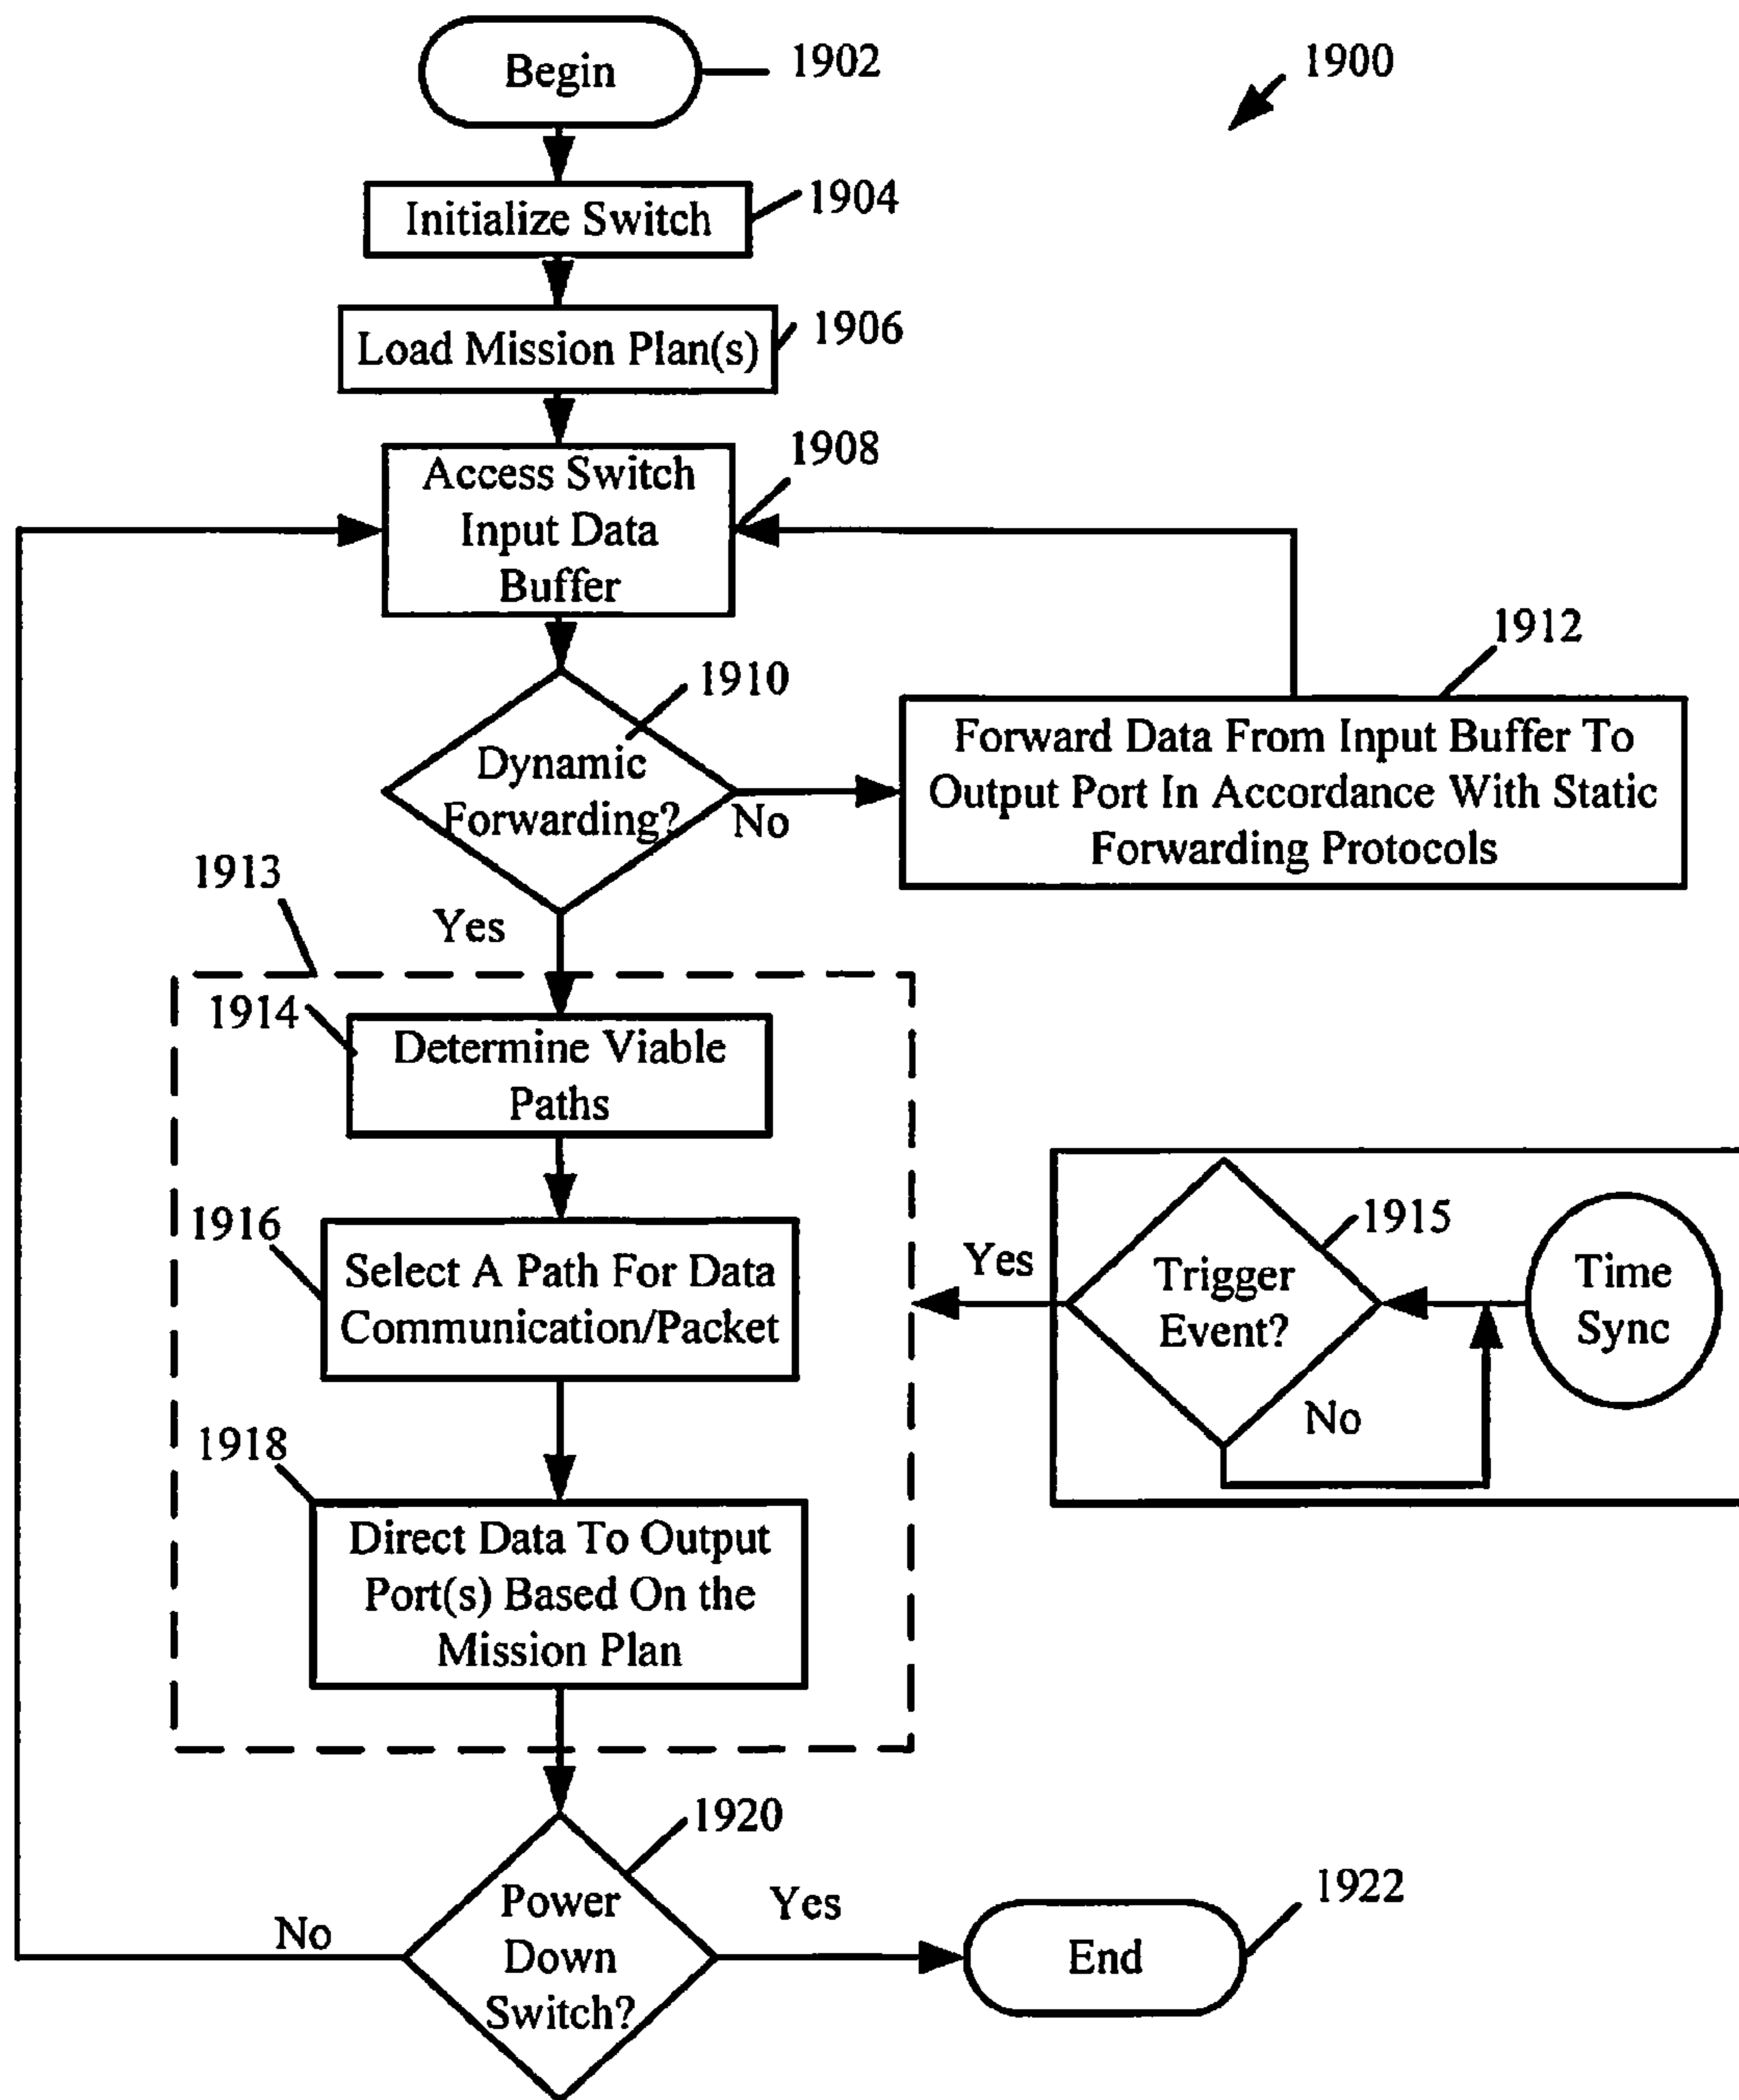 Begin
1902
1900
Initialize Switch
1904
Load Mission Plan(s)
1906
Access Switch
Input Data
Buffer
1908
1910
Dynamic
Forwarding?
No
1912
Forward Data From Input Buffer To
Output Port In Accordance With Static
Forwarding Protocols
1913
Yes
1914
Determine Viable
Paths
1916
Select A Path For Data
Communication/Packet
Yes
1915
Trigger
Event?
No
Time
Sync
1918
Direct Data To Output
Port(s) Based On the
Mission Plan
1920
Power
Down
Switch?
No
Yes
1922
End